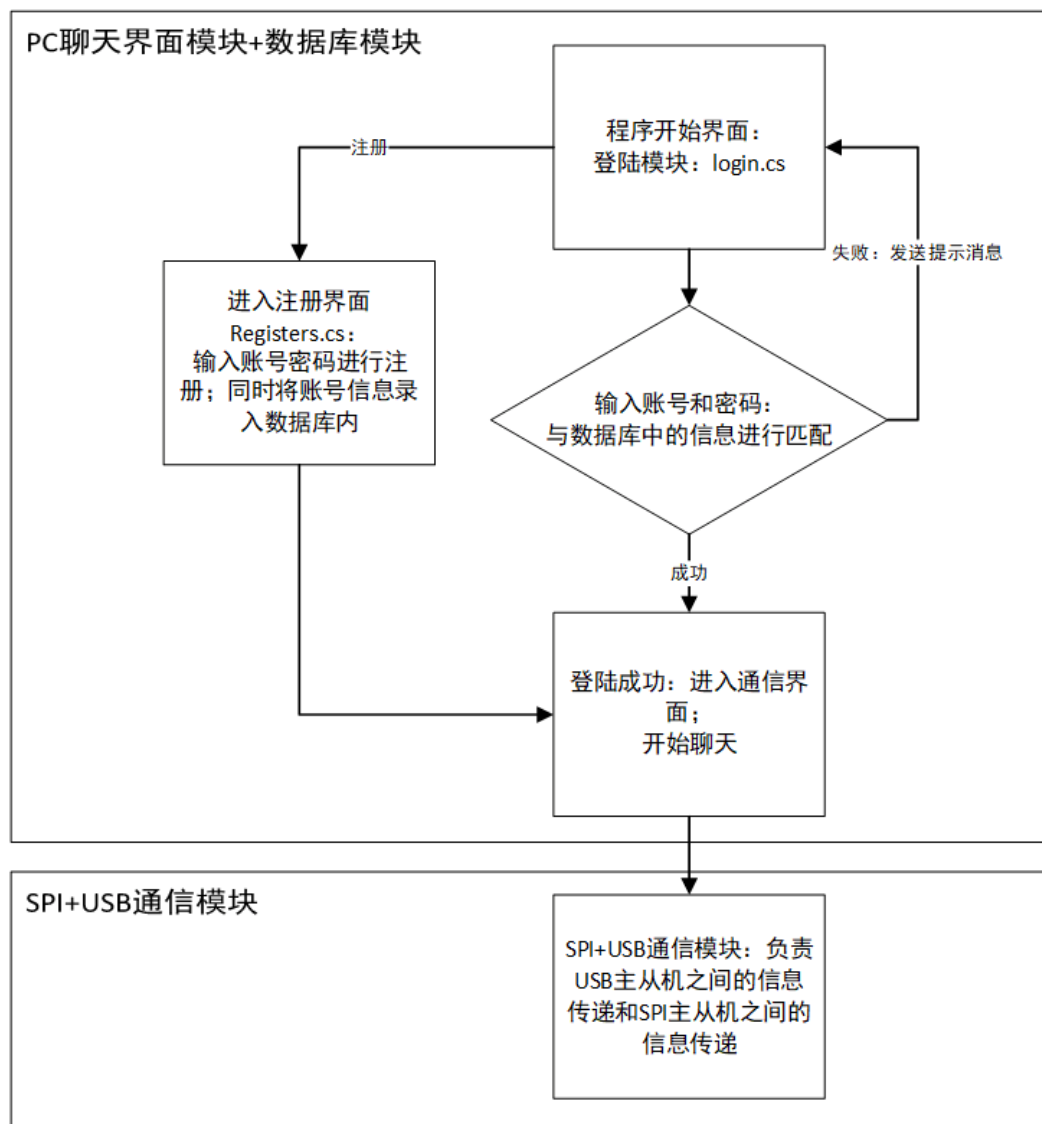 PC聊天界面模块+数据库模块
程序开始界面：
登陆模块：login.cs
注册
失败：发送提示消息
进入注册界面
Registers.cs：
输入账号密码进行注
册；同时将账号信息录
入数据库内
输入账号和密码：
与数据库中的信息进行匹配
成功
登陆成功：进入通信界
面；
开始聊天
SPI+USB通信模块
SPI+USB通信模块：负责
USB主从机之间的信息
传递和SPI主从机之间的
信息传递